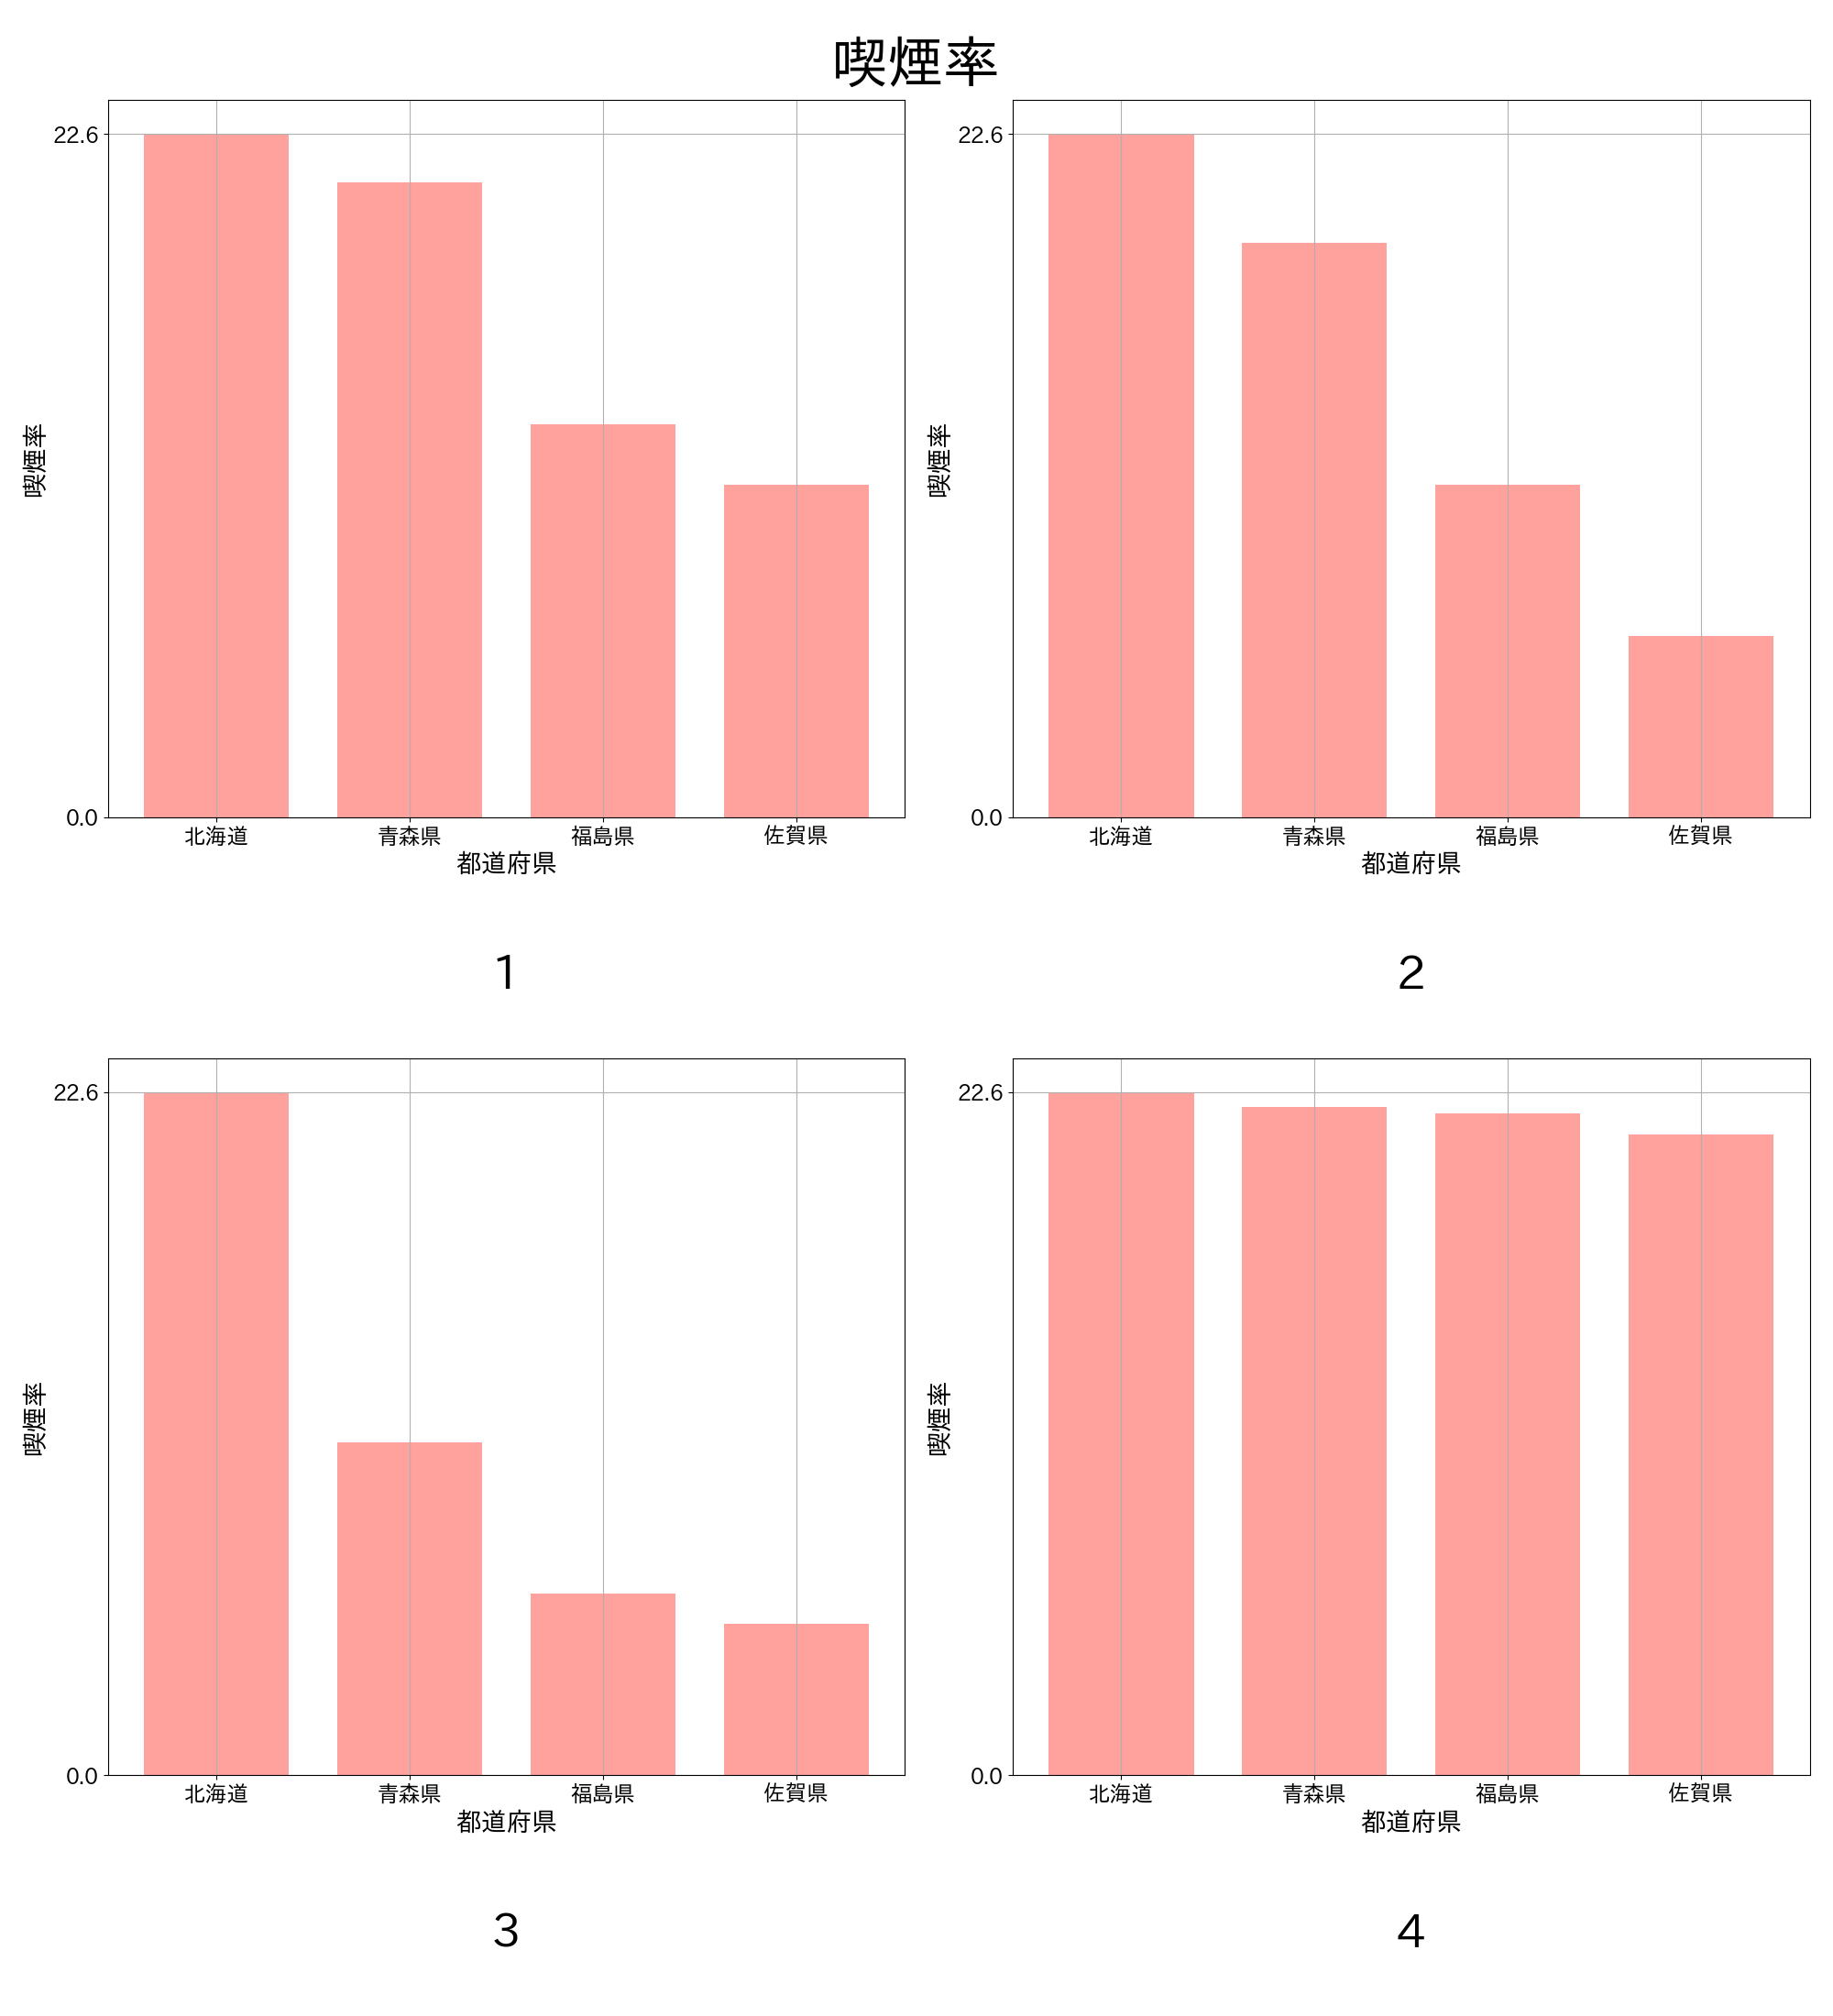 喫煙率
22.6
0.0
喫煙率
北海道 青森県 福島県 佐賀県
都道府県
1
22.6
0.0
喫煙率
北海道 青森県 福島県 佐賀県
都道府県
2
22.6
0.0
喫煙率
北海道 青森県 福島県 佐賀県
都道府県
3
22.6
0.0
喫煙率
北海道 青森県 福島県 佐賀県
都道府県
4